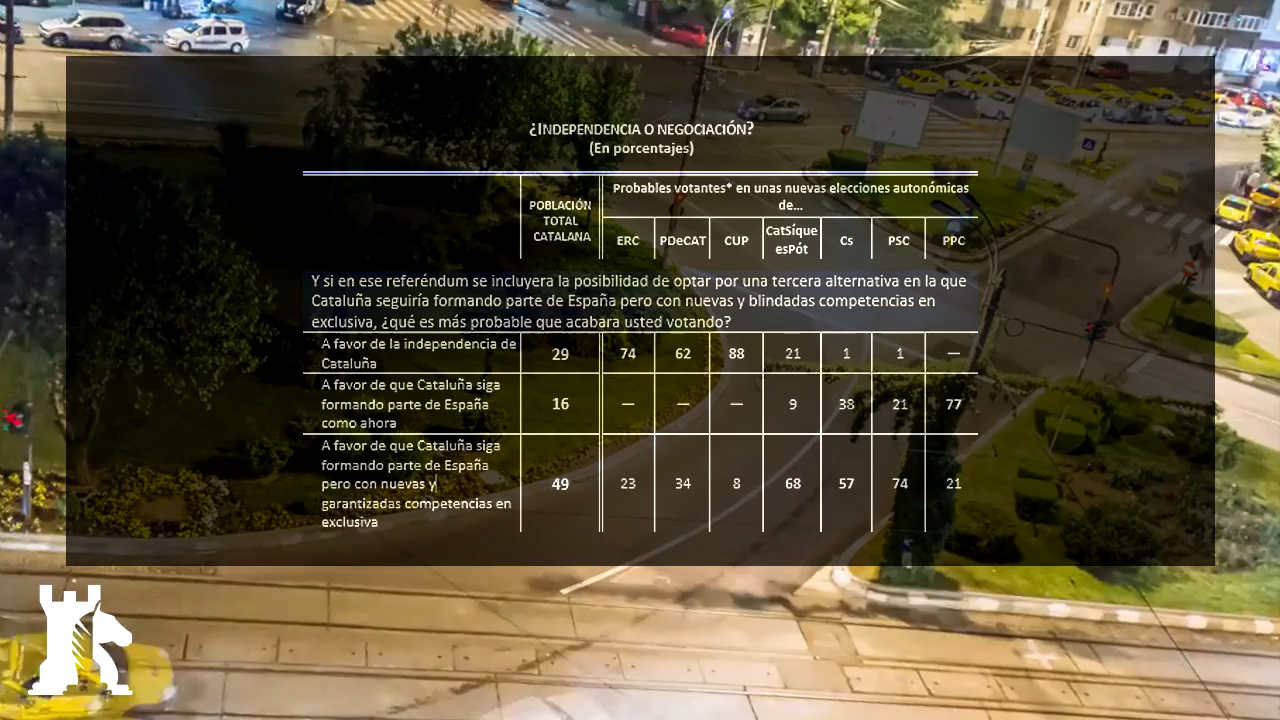 ¿INDEPENDENCIA O NEGOCIACIÓN?
(En porcentajes)
POBLACIÓN TOTAL CATALANA
Probables votantes* en unas nuevas elecciones autonómicas de...
ERC PDeCAT CUP CatSíque esPót Cs PSC PPC
Y si en ese referéndum se incluyera la posibilidad de optar por una tercera alternativa en la que
Cataluña seguiría formando parte de España pero con nuevas y blindadas competencias en
exclusiva, ¿qué es más probable que acabara usted votando?
A favor de la independencia de
Cataluña
29 74 62 88 21 1 1 —
A favor de que Cataluña siga
formando parte de España
como ahora
16 — — — 9 38 21 77
A favor de que Cataluña siga
formando parte de España
pero con nuevas y
garantizadas competencias en
exclusiva
49 23 34 8 68 57 74 21